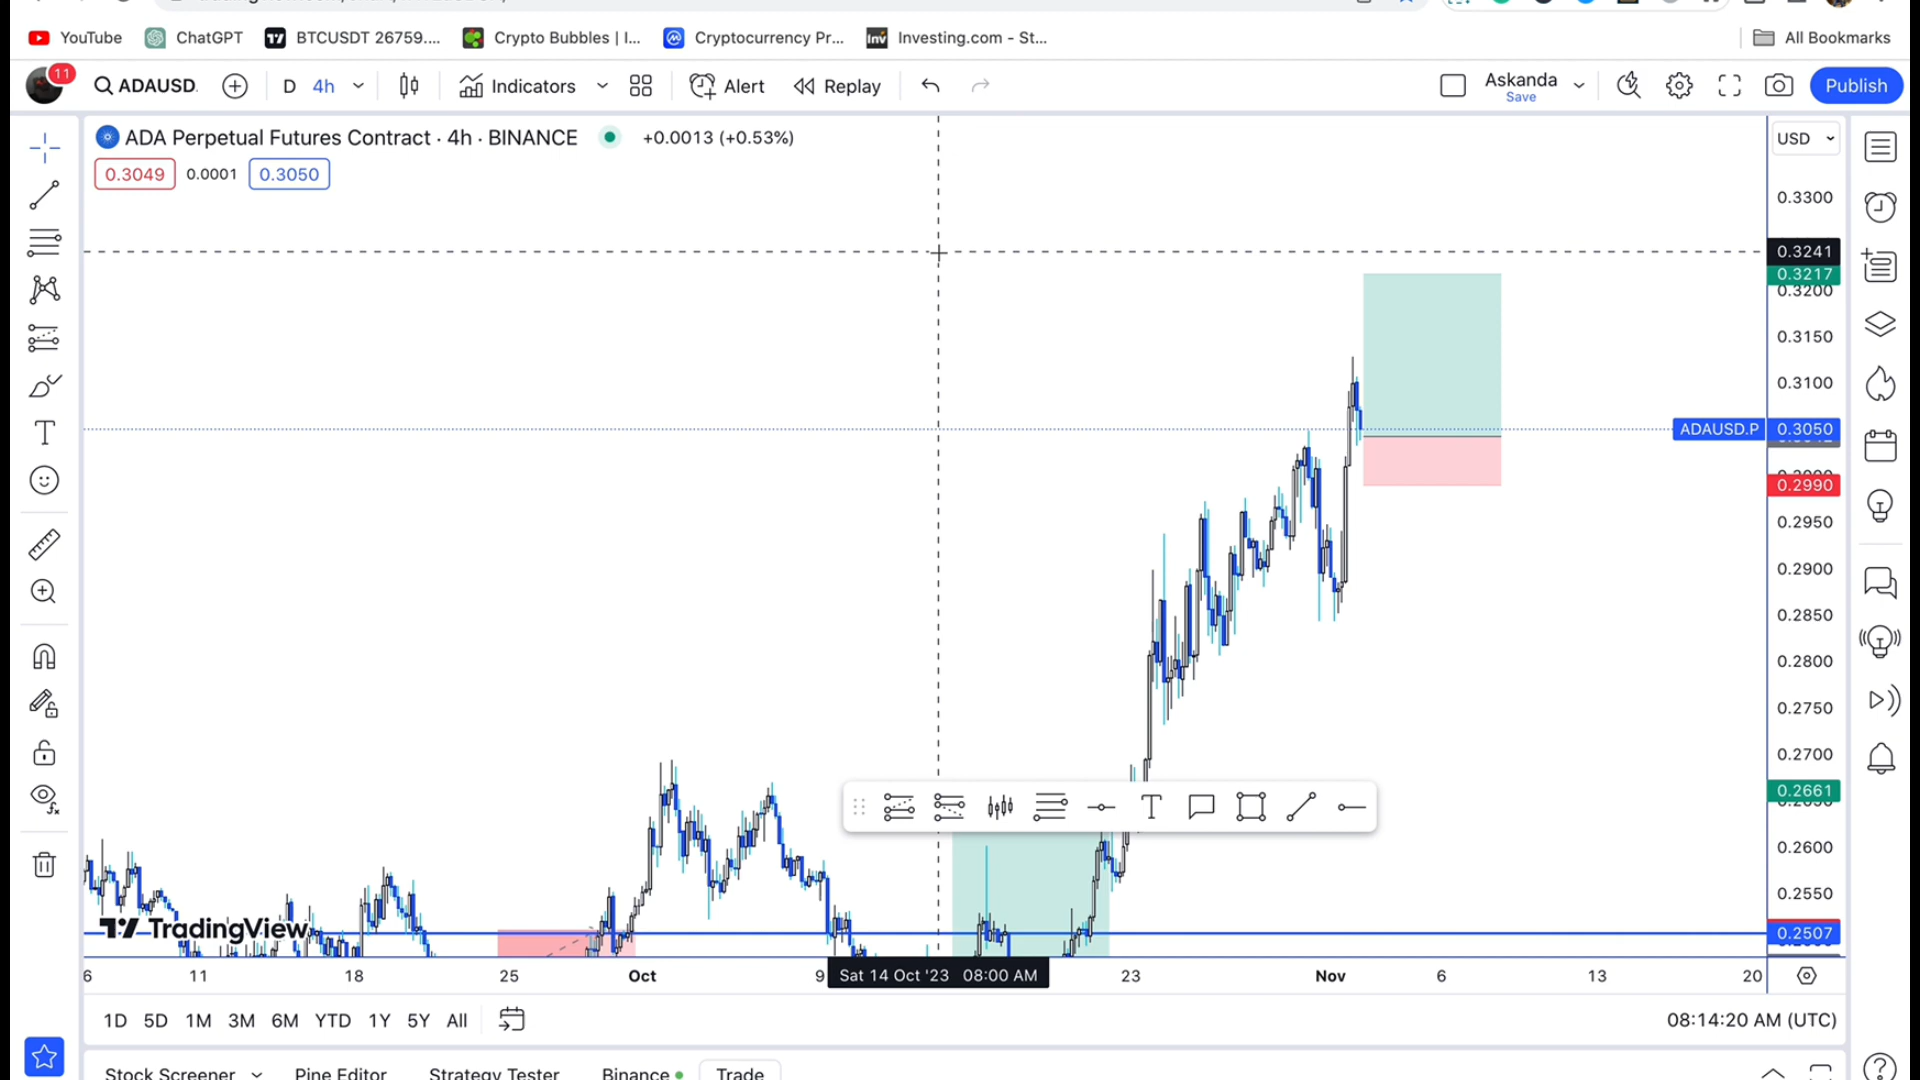 YouTube ChatGPT BTCUSDT 26759.... Crypto Bubbles | I... Cryptocurrency Pr... Investing.com - St... All Bookmarks
11 ADAUSD. D 4h Indicators Alert Replay Askanda Publish
Save
ADA Perpetual Futures Contract · 4h · BINANCE +0.0013 (+0.53%) USD
0.3049 0.0001 0.3050
0.3300
0.3241
0.3217
0.3200
0.3150
0.3100
ADAUSD.P 0.3050
0.2990
0.2950
0.2900
0.2850
0.2800
0.2750
0.2700
0.2661
0.2600
0.2550
TradingView
0.2507
6 11 18 25 Oct 9 Sat 14 Oct '23 08:00 AM 23 Nov 6 13 20
1D 5D 1M 3M 6M YTD 1Y 5Y All 08:14:20 AM (UTC)
Stock Screener Pine Editor Strategy Tester Binance Trade